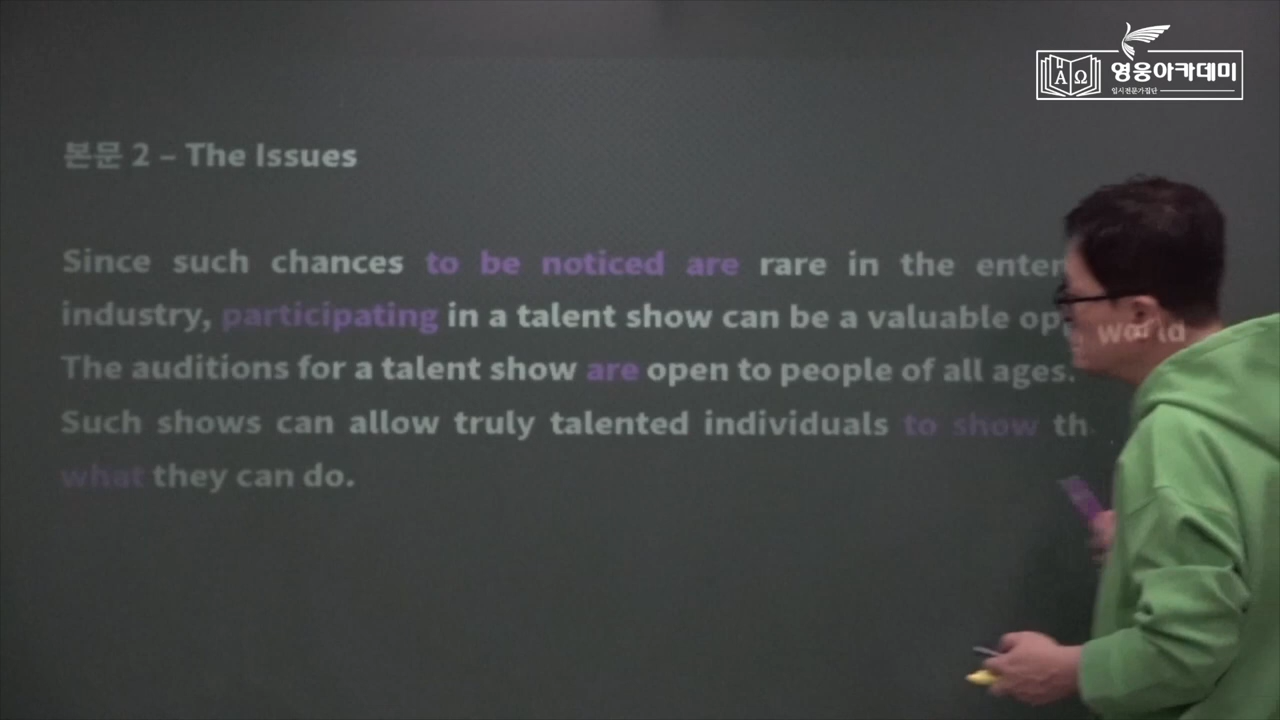 영웅아카데미
입시전문가집단
본문 2 – The Issues
Since such chances to be noticed are rare in the
industry, participating in a talent show can be a valuable
The auditions for a talent show are open to people of all ages.
Such shows can allow truly talented individuals to show
what they can do.